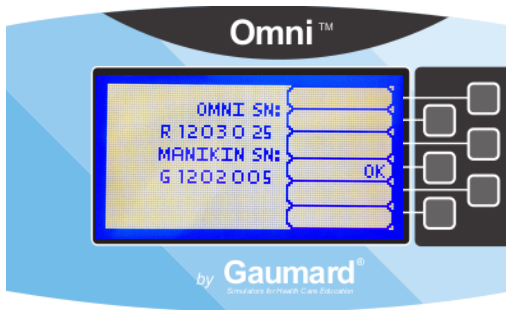 Omni™
OMNI SN:
R1203025
MANIKIN SN:
G1202005
OK
by Gaumard®
Simulators for Health Care Education